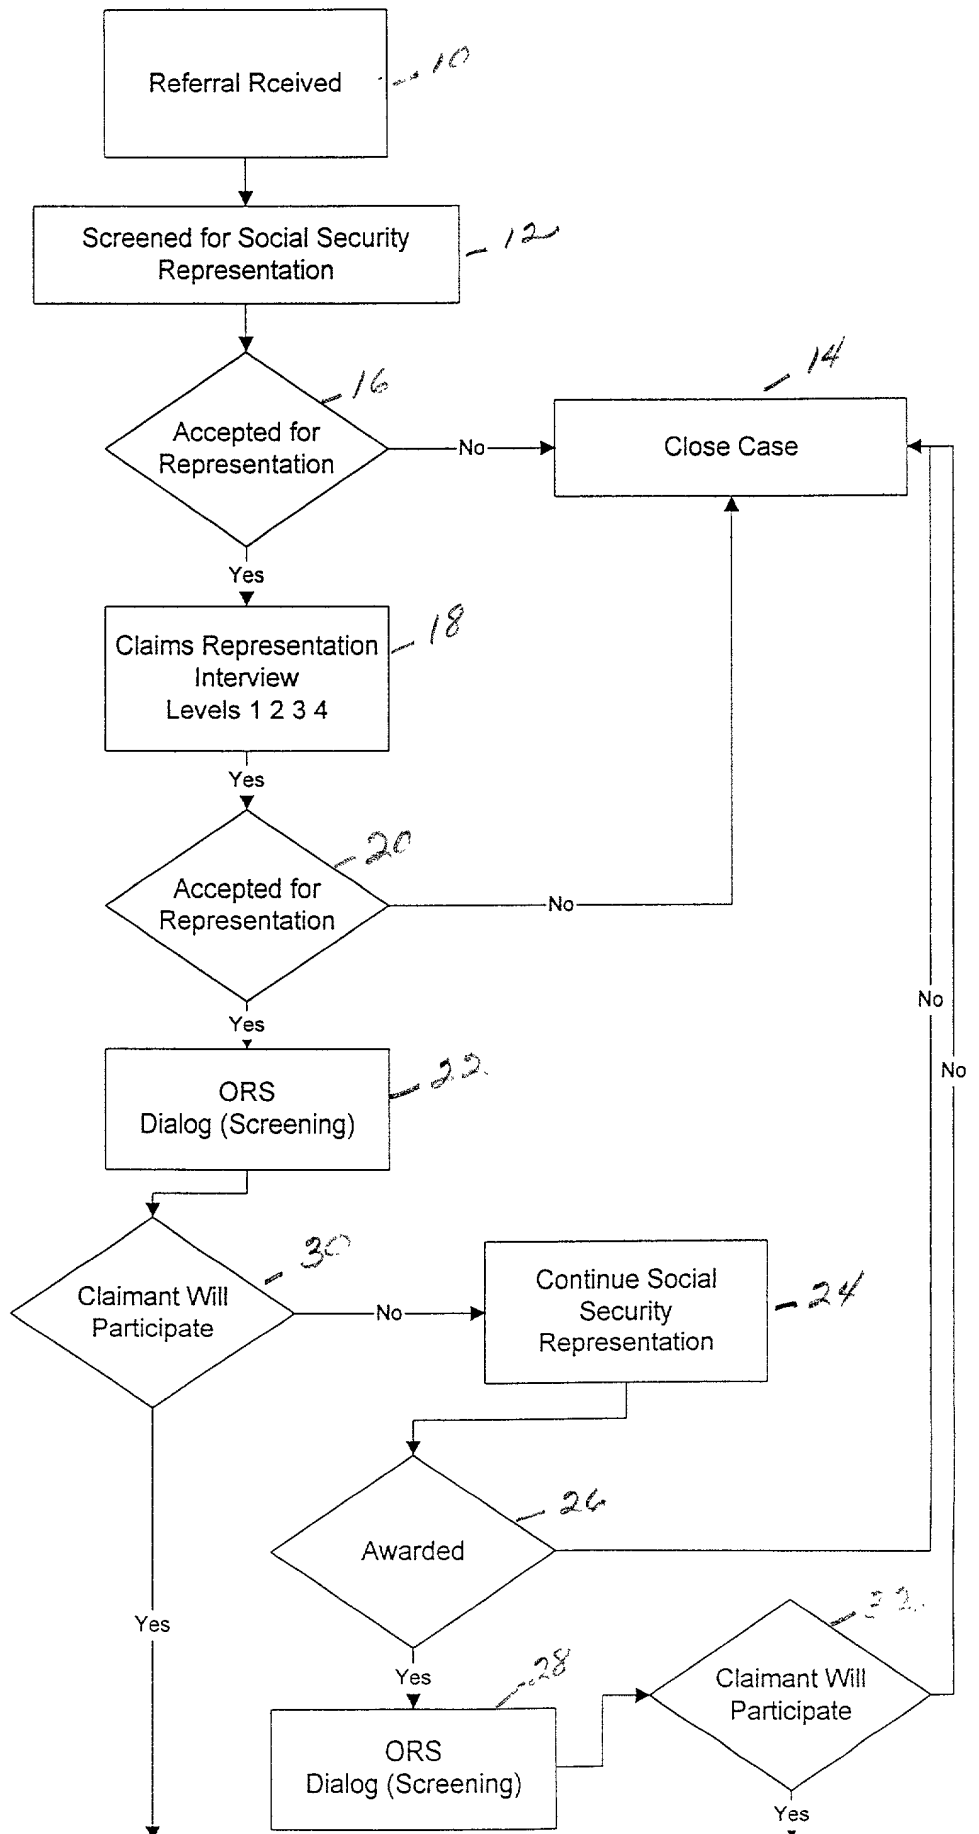 Referral Rceived
10
Screened for Social Security
Representation
12
Accepted for
Representation
16
No
Close Case
14
Yes
Claims Representation
Interview
Levels 1 2 3 4
18
Yes
Accepted for
Representation
20
No
Yes
No
No
ORS
Dialog (Screening)
22
Claimant Will
Participate
30
No
Continue Social
Security
Representation
24
Awarded
26
Yes
Yes
Claimant Will
Participate
32
ORS
Dialog (Screening)
28
Yes